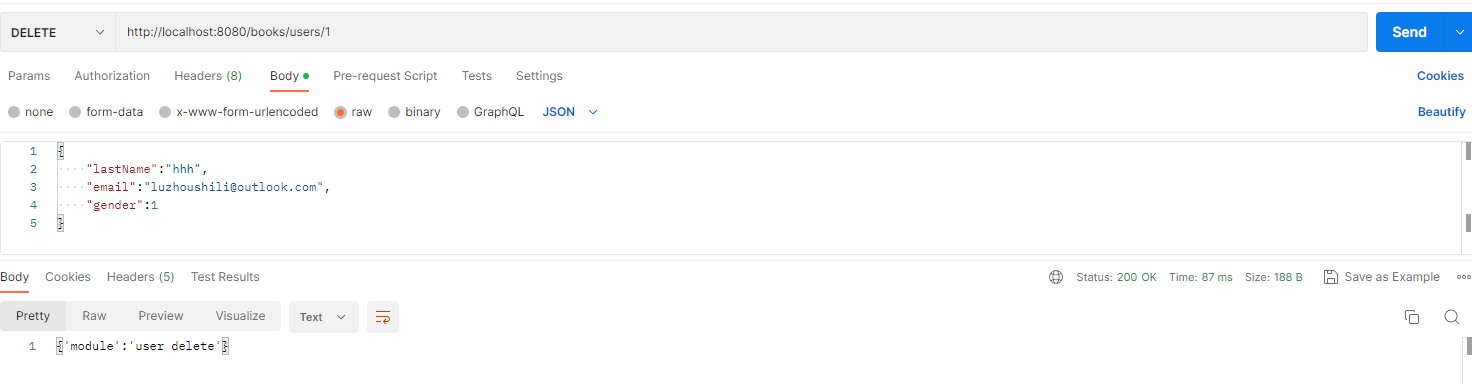 DELETE http://localhost:8080/books/users/1 Send
Params Authorization Headers (8) Body Pre-request Script Tests Settings Cookies
none form-data x-www-form-urlencoded raw binary GraphQL JSON Beautify
1 {
2 "lastName":"hhh",
3 "email":"luzhoushili@outlook.com",
4 "gender":1
5 }
Body Cookies Headers (5) Test Results Status: 200 OK Time: 87 ms Size: 188 B Save as Example
Pretty Raw Preview Visualize Text
1 {'module':'user delete'}